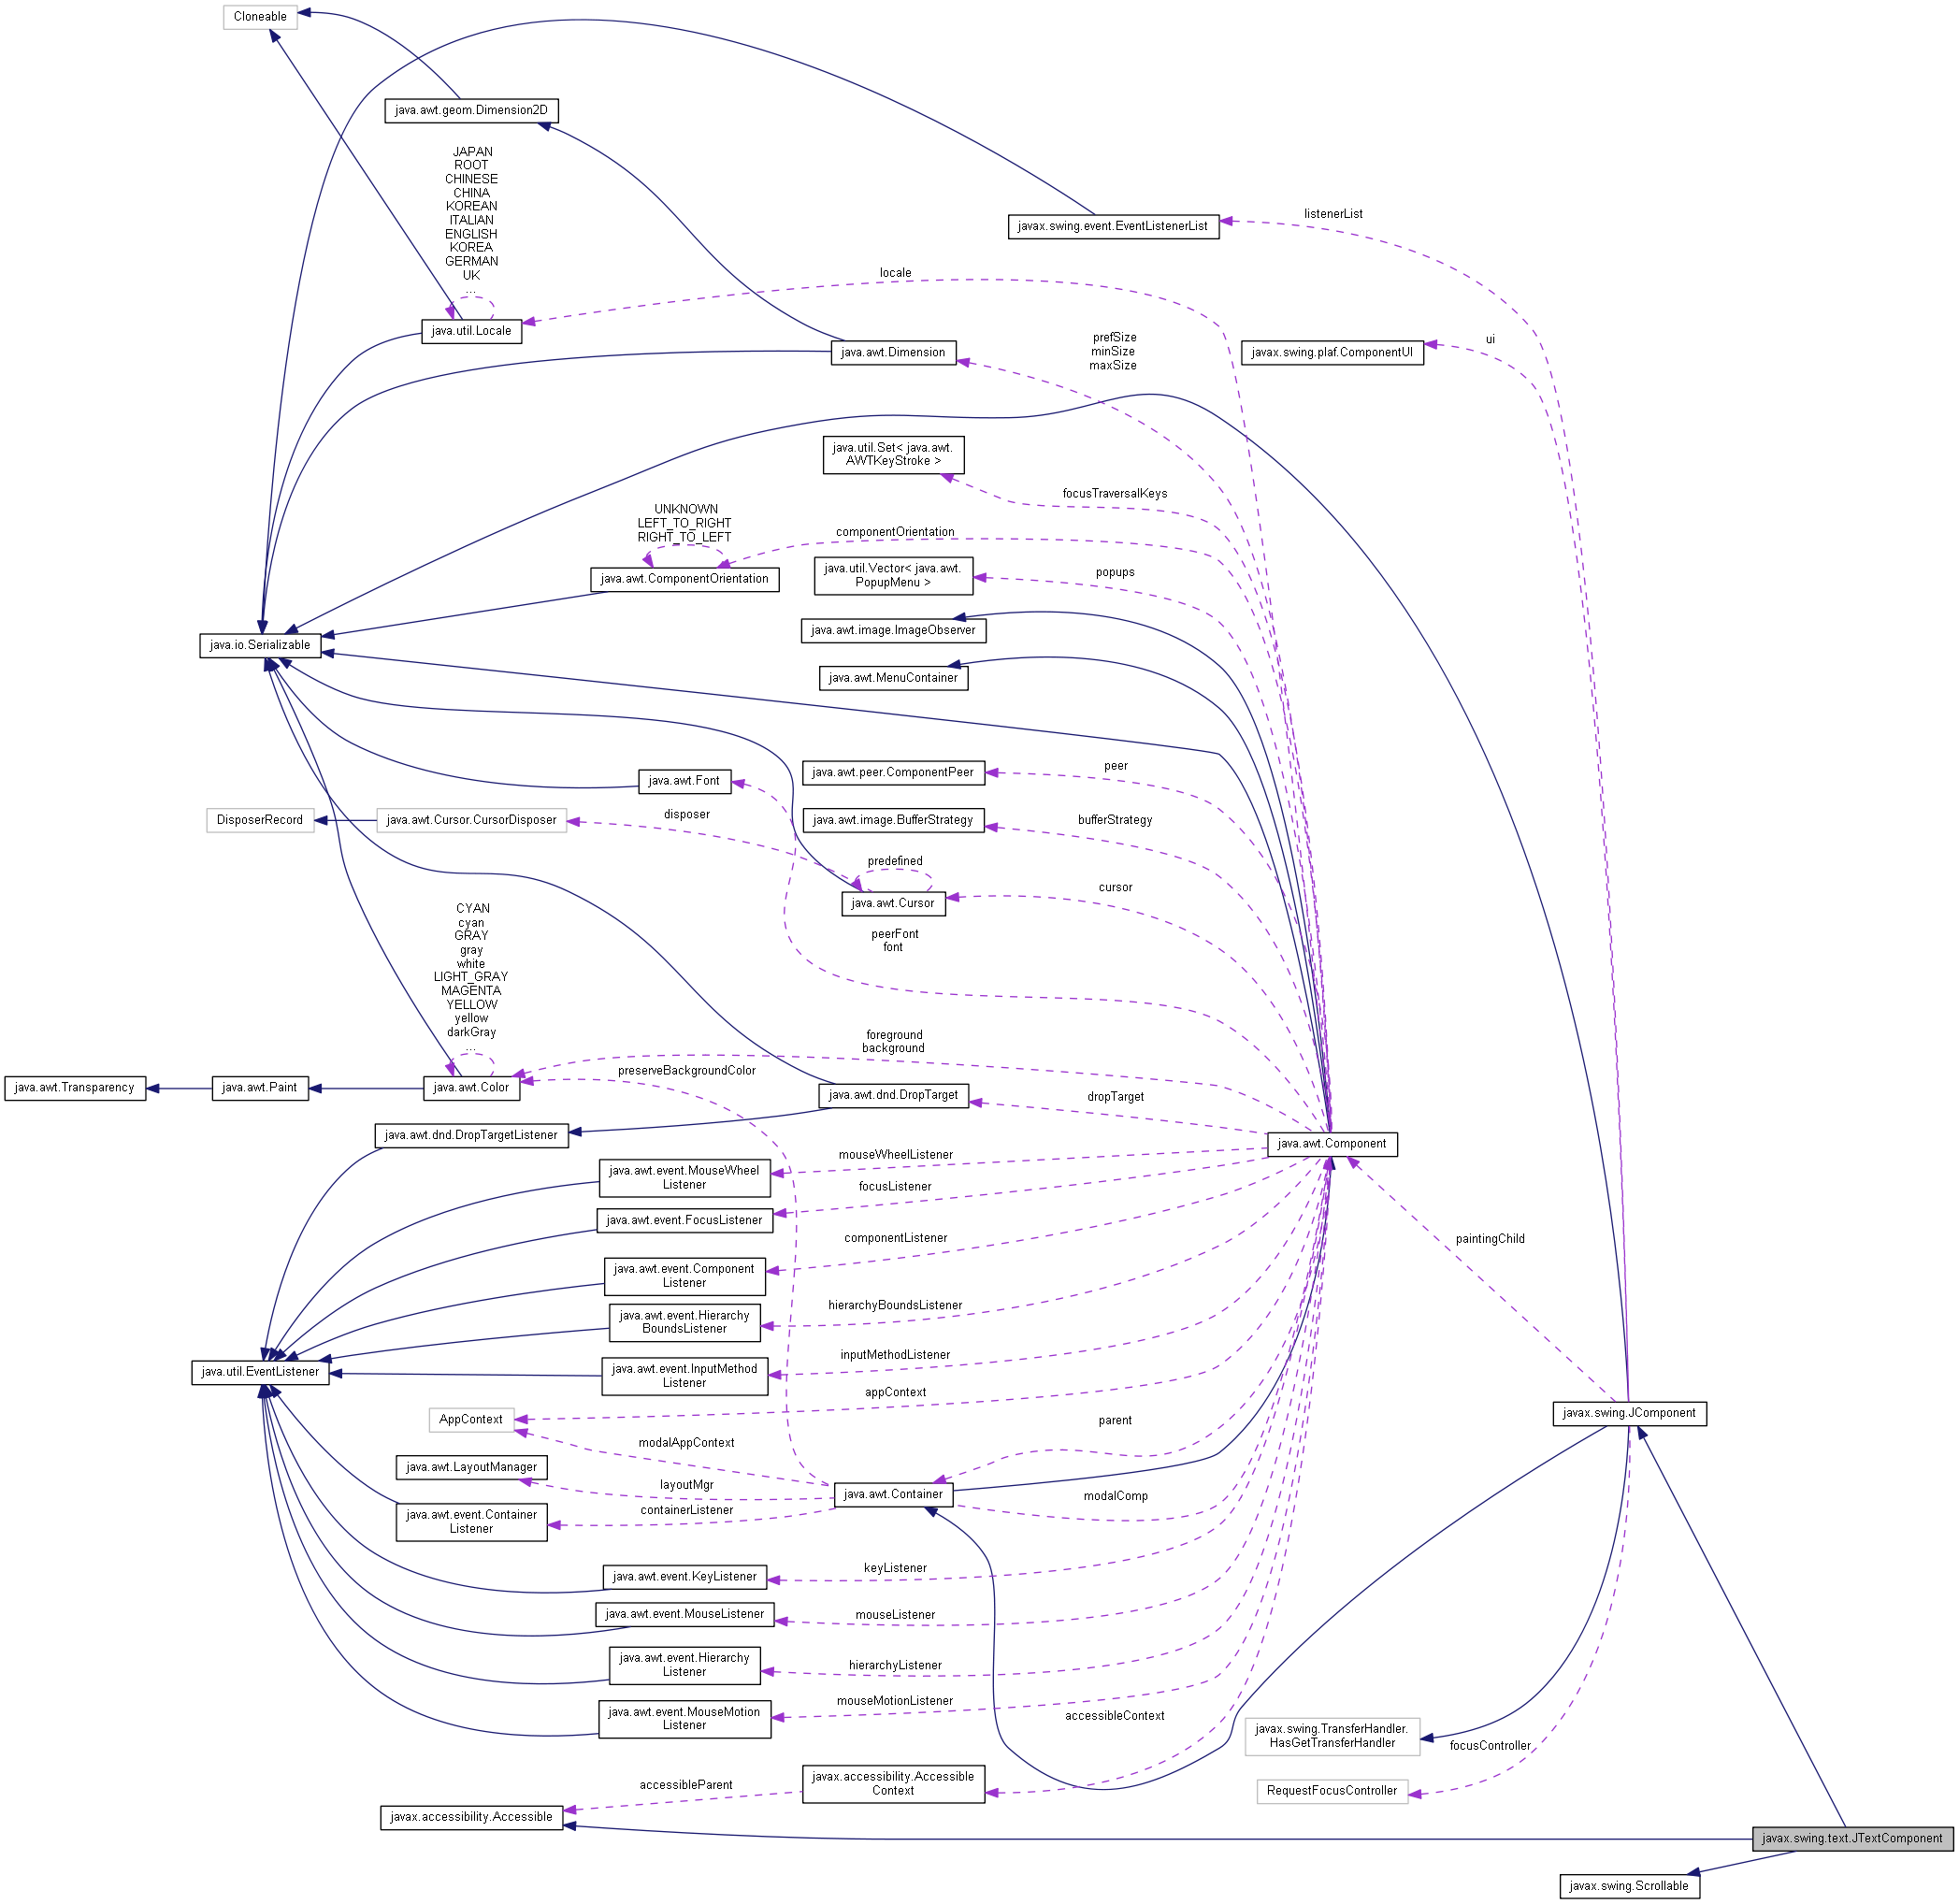 Cloneable
java.awt.geom.Dimension2D
JAPAN
ROOT
CHINESE
CHINA
KOREAN
ITALIAN
ENGLISH
KOREA
GERMAN
UK
...
listenerList
javax.swing.event.EventListenerList
locale
java.util.Locale
java.awt.Dimension
prefSize
minSize
maxSize
javax.swing.plaf.ComponentUI
ui
java.util.Set< java.awt.
AWTKeyStroke >
focusTraversalKeys
UNKNOWN
LEFT_TO_RIGHT
RIGHT_TO_LEFT
componentOrientation
java.awt.ComponentOrientation
java.util.Vector< java.awt.
PopupMenu >
popups
java.io.Serializable
java.awt.image.ImageObserver
java.awt.MenuContainer
java.awt.Font
java.awt.peer.ComponentPeer
peer
DisposerRecord
java.awt.Cursor.CursorDisposer
disposer
java.awt.image.BufferStrategy
bufferStrategy
predefined
java.awt.Cursor
cursor
peerFont
font
CYAN
cyan
GRAY
gray
white
LIGHT_GRAY
MAGENTA
YELLOW
yellow
darkGray
...
foreground
background
preserveBackgroundColor
java.awt.Transparency
java.awt.Paint
java.awt.Color
java.awt.dnd.DropTarget
dropTarget
java.awt.dnd.DropTargetListener
java.awt.Component
java.awt.event.MouseWheel
Listener
mouseWheelListener
java.awt.event.FocusListener
focusListener
java.awt.event.Component
Listener
componentListener
paintingChild
java.awt.event.Hierarchy
BoundsListener
hierarchyBoundsListener
java.util.EventListener
java.awt.event.InputMethod
Listener
inputMethodListener
AppContext
appContext
modalAppContext
parent
javax.swing.JComponent
java.awt.LayoutManager
layoutMgr
java.awt.Container
modalComp
java.awt.event.Container
Listener
containerListener
java.awt.event.KeyListener
keyListener
java.awt.event.MouseListener
mouseListener
java.awt.event.Hierarchy
Listener
hierarchyListener
java.awt.event.MouseMotion
Listener
mouseMotionListener
accessibleContext
javax.swing.TransferHandler.
HasGetTransferHandler
focusController
javax.accessibility.Accessible
Context
accessibleParent
RequestFocusController
javax.accessibility.Accessible
javax.swing.text.JTextComponent
javax.swing.Scrollable